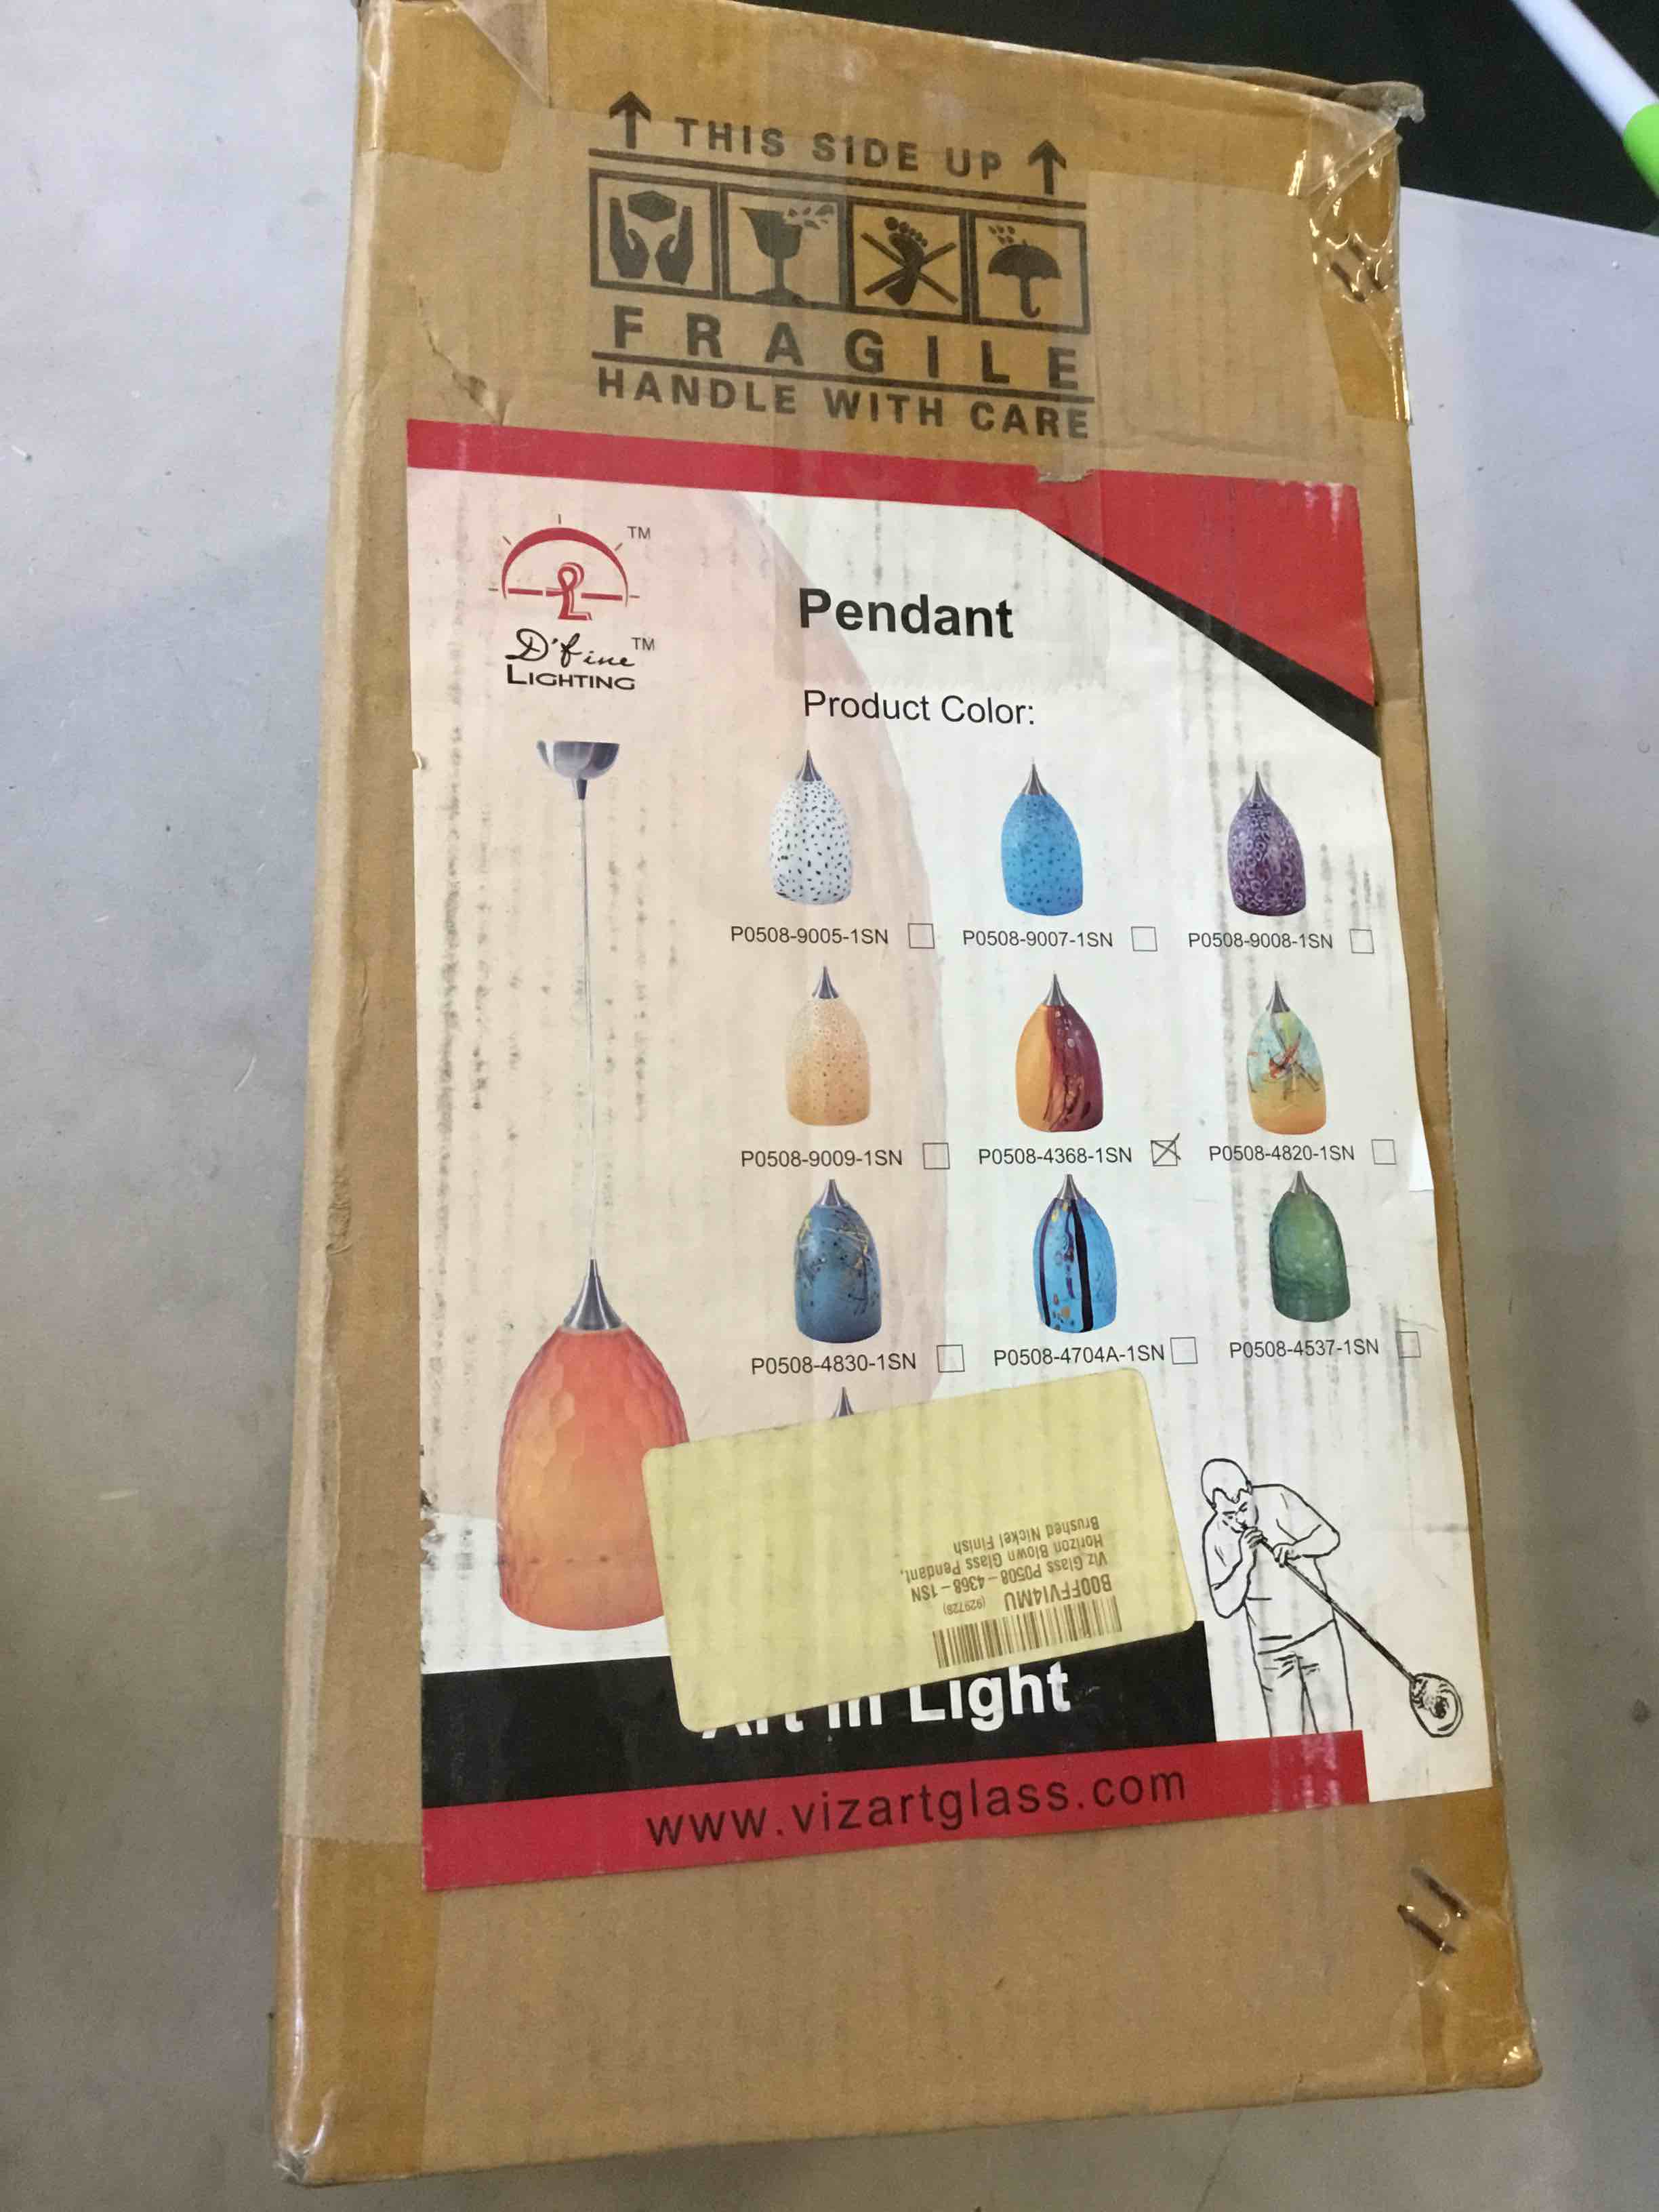 ↑ THIS SIDE UP ↑
FRAGILE
HANDLE WITH CARE
TM
D'fine TM
LIGHTING
Pendant
Product Color:
P0508-9005-1SN P0508-9007-1SN P0508-9008-1SN
P0508-9009-1SN P0508-4368-1SN P0508-4820-1SN
P0508-4830-1SN P0508-4704A-1SN P0508-4537-1SN
B00FFVI4MU (929728)
Viz Glass P0508-4368-1SN
Horizon Blown Glass Pendant,
Brushed Nickel Finish
Art in Light
www.vizartglass.com